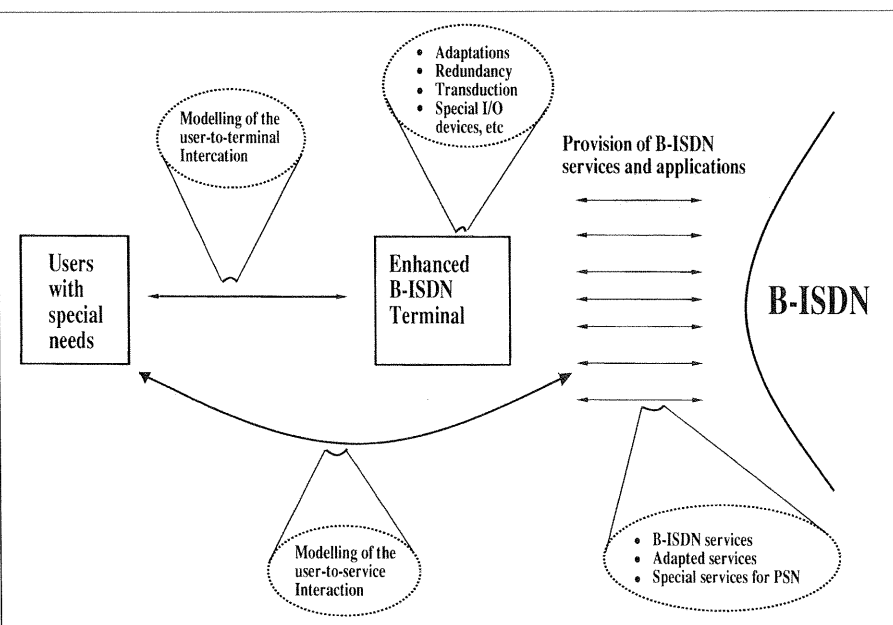 • Adaptations
• Redundancy
• Transduction
• Special I/O
devices, etc
Modelling of the
user-to-terminal
Intercation
Provision of B-ISDN
services and applications
Users
with
special
needs
Enhanced
B-ISDN
Terminal
B-ISDN
Modelling of the
user-to-service
Interaction
• B-ISDN services
• Adapted services
• Special services for PSN